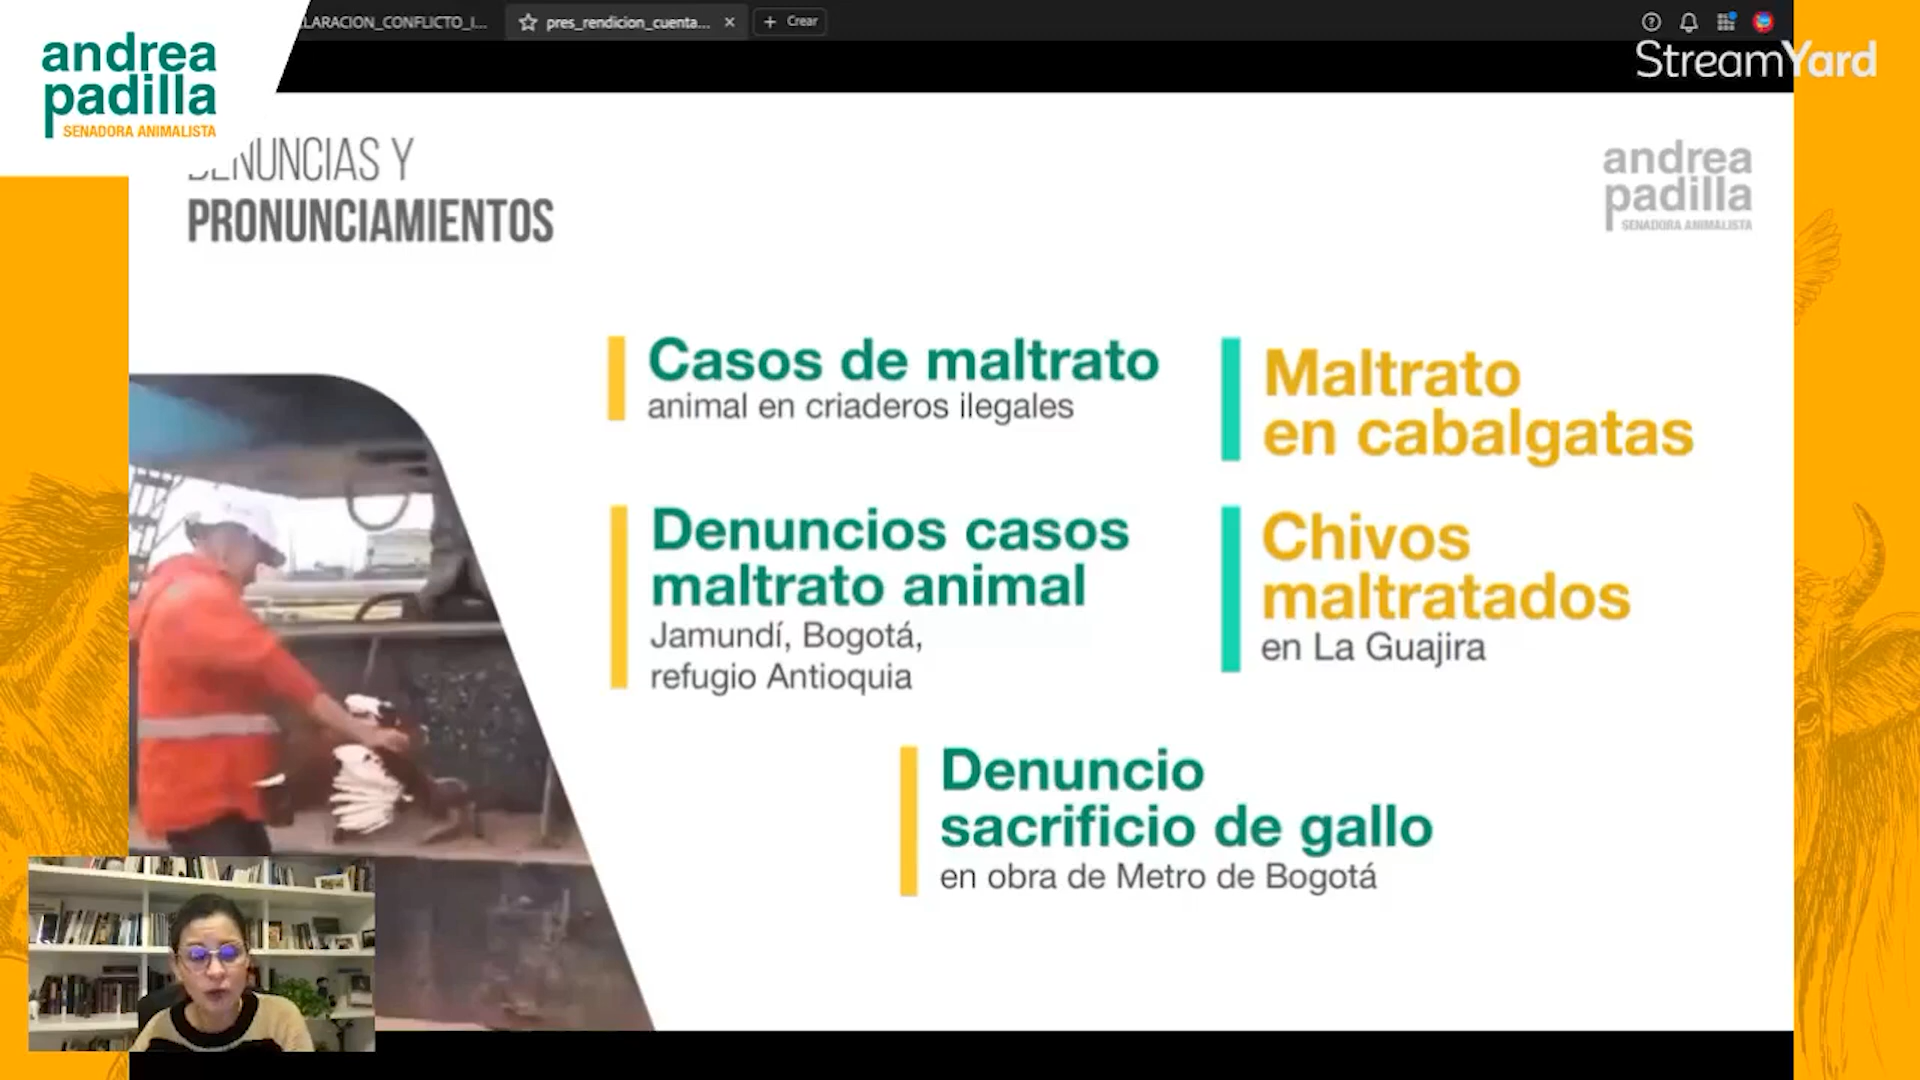 LARACION_CONFLICTO_I...
pres_rendicion_cuenta...
Crear
StreamYard
andrea
padilla
SENADORA ANIMALISTA
DENUNCIAS Y
PRONUNCIAMIENTOS
andrea
padilla
SENADORA ANIMALISTA
Casos de maltrato
animal en criaderos ilegales
Maltrato
en cabalgatas
Denuncios casos
maltrato animal
Jamundí, Bogotá,
refugio Antioquia
Chivos
maltratados
en La Guajira
Denuncio
sacrificio de gallo
en obra de Metro de Bogotá